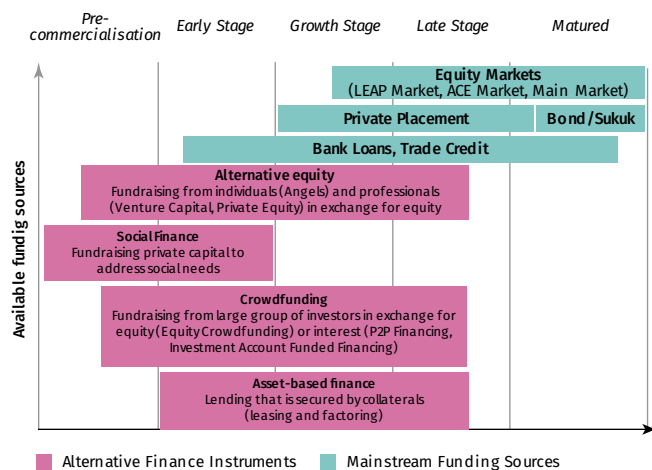 Pre-
commercialisation
Early Stage
Growth Stage
Late Stage
Matured
Equity Markets
(LEAP Market, ACE Market, Main Market)
Private Placement
Bond/Sukuk
Bank Loans, Trade Credit
Alternative equity
Fundraising from individuals (Angels) and professionals
(Venture Capital, Private Equity) in exchange for equity
Social Finance
Fundraising private capital to
address social needs
Crowdfunding
Fundraising from large group of investors in exchange for
equity (Equity Crowdfunding) or interest (P2P Financing,
Investment Account Funded Financing)
Asset-based finance
Lending that is secured by collaterals
(leasing and factoring)
Available fundig sources
Alternative Finance Instruments
Mainstream Funding Sources